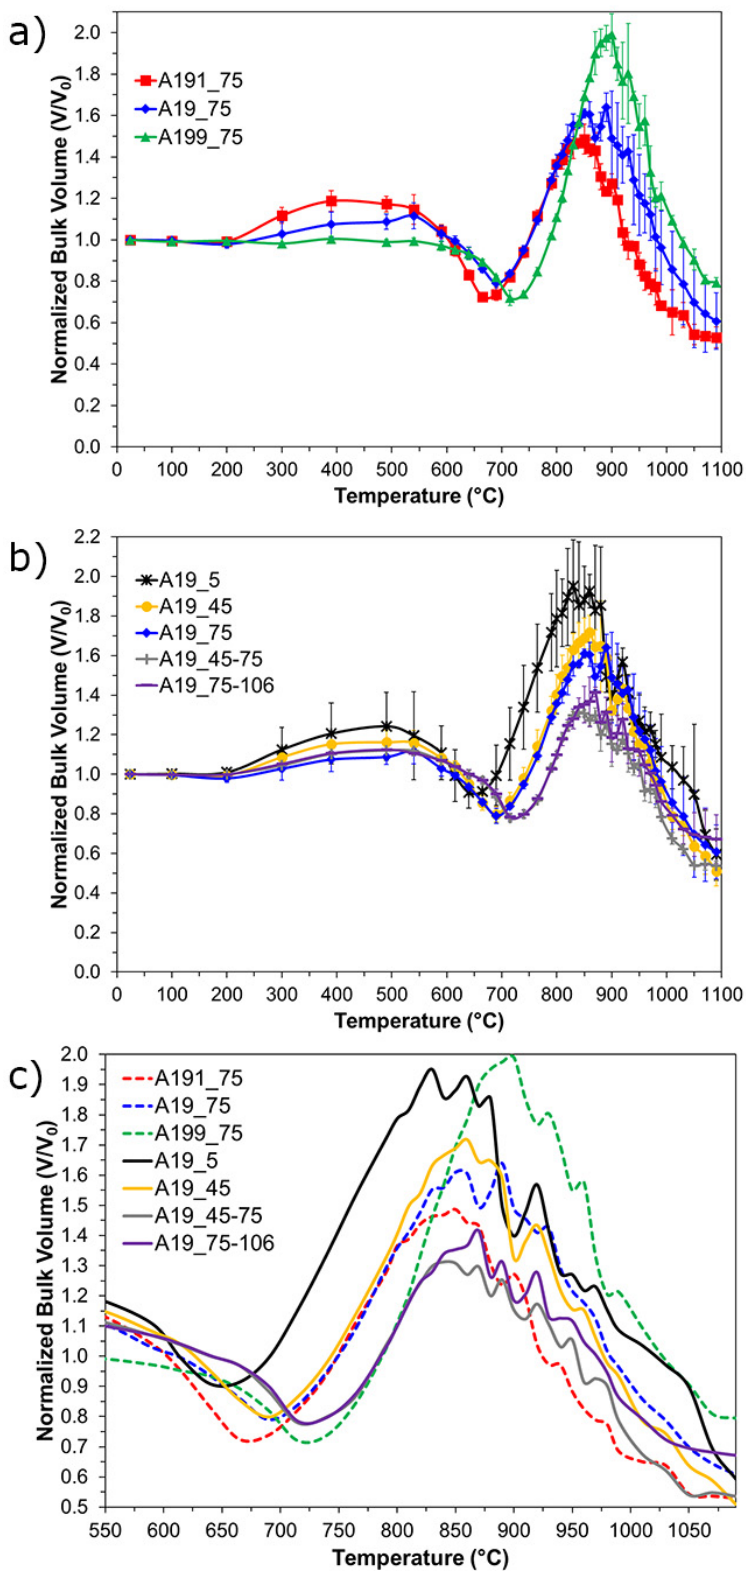 a)
Normalized Bulk Volume (V/V₀)
2.0
1.8
1.6
1.4
1.2
1.0
0.8
0.6
0.4
0.2
0.0
A191_75
A19_75
A199_75
0 100 200 300 400 500 600 700 800 900 1000 1100
Temperature (°C)
b)
Normalized Bulk Volume (V/V₀)
2.2
2.0
1.8
1.6
1.4
1.2
1.0
0.8
0.6
0.4
0.2
0.0
A19_5
A19_45
A19_75
A19_45-75
A19_75-106
0 100 200 300 400 500 600 700 800 900 1000 1100
Temperature (°C)
c)
Normalized Bulk Volume (V/V₀)
2.0
1.9
1.8
1.7
1.6
1.5
1.4
1.3
1.2
1.1
1.0
0.9
0.8
0.7
0.6
0.5
A191_75
A19_75
A199_75
A19_5
A19_45
A19_45-75
A19_75-106
550 600 650 700 750 800 850 900 950 1000 1050
Temperature (°C)